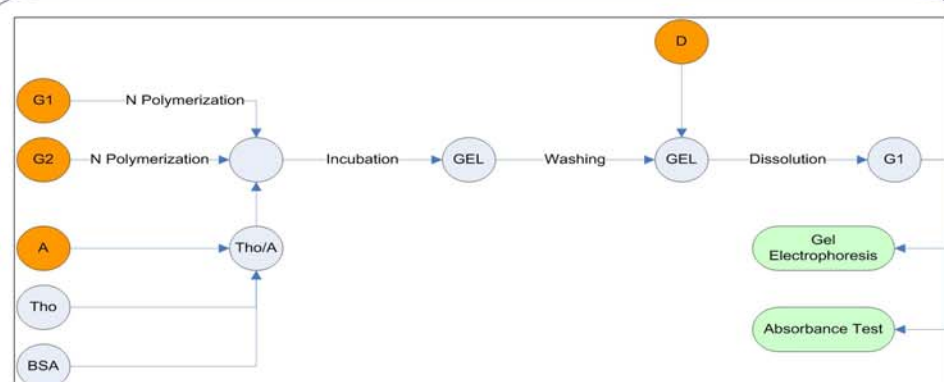 D
G1
N Polymerization
G2
N Polymerization
Incubation
GEL
Washing
GEL
Dissolution
G1
A
Tho/A
Gel
Electrophoresis
Tho
Absorbance Test
BSA